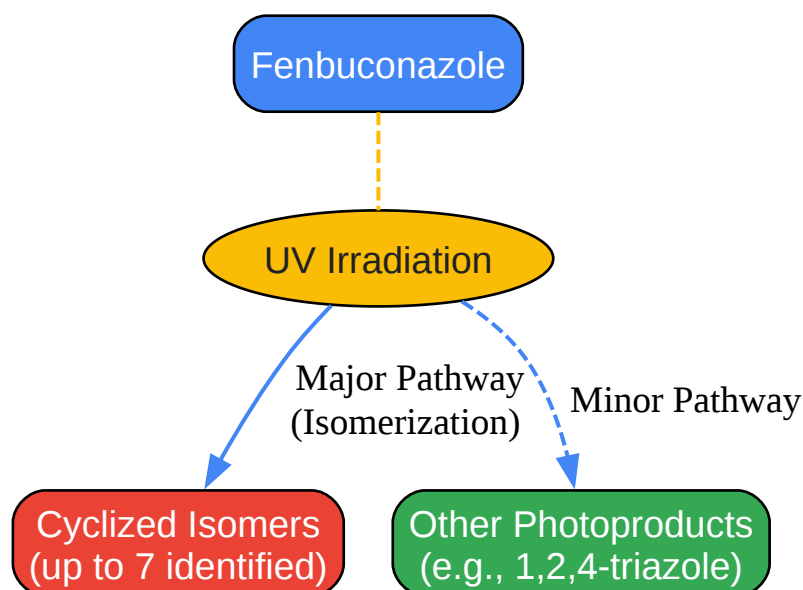 Fenbuconazole
UV Irradiation
Major Pathway
(Isomerization)
Minor Pathway
Cyclized Isomers
(up to 7 identified)
Other Photoproducts
(e.g., 1,2,4-triazole)